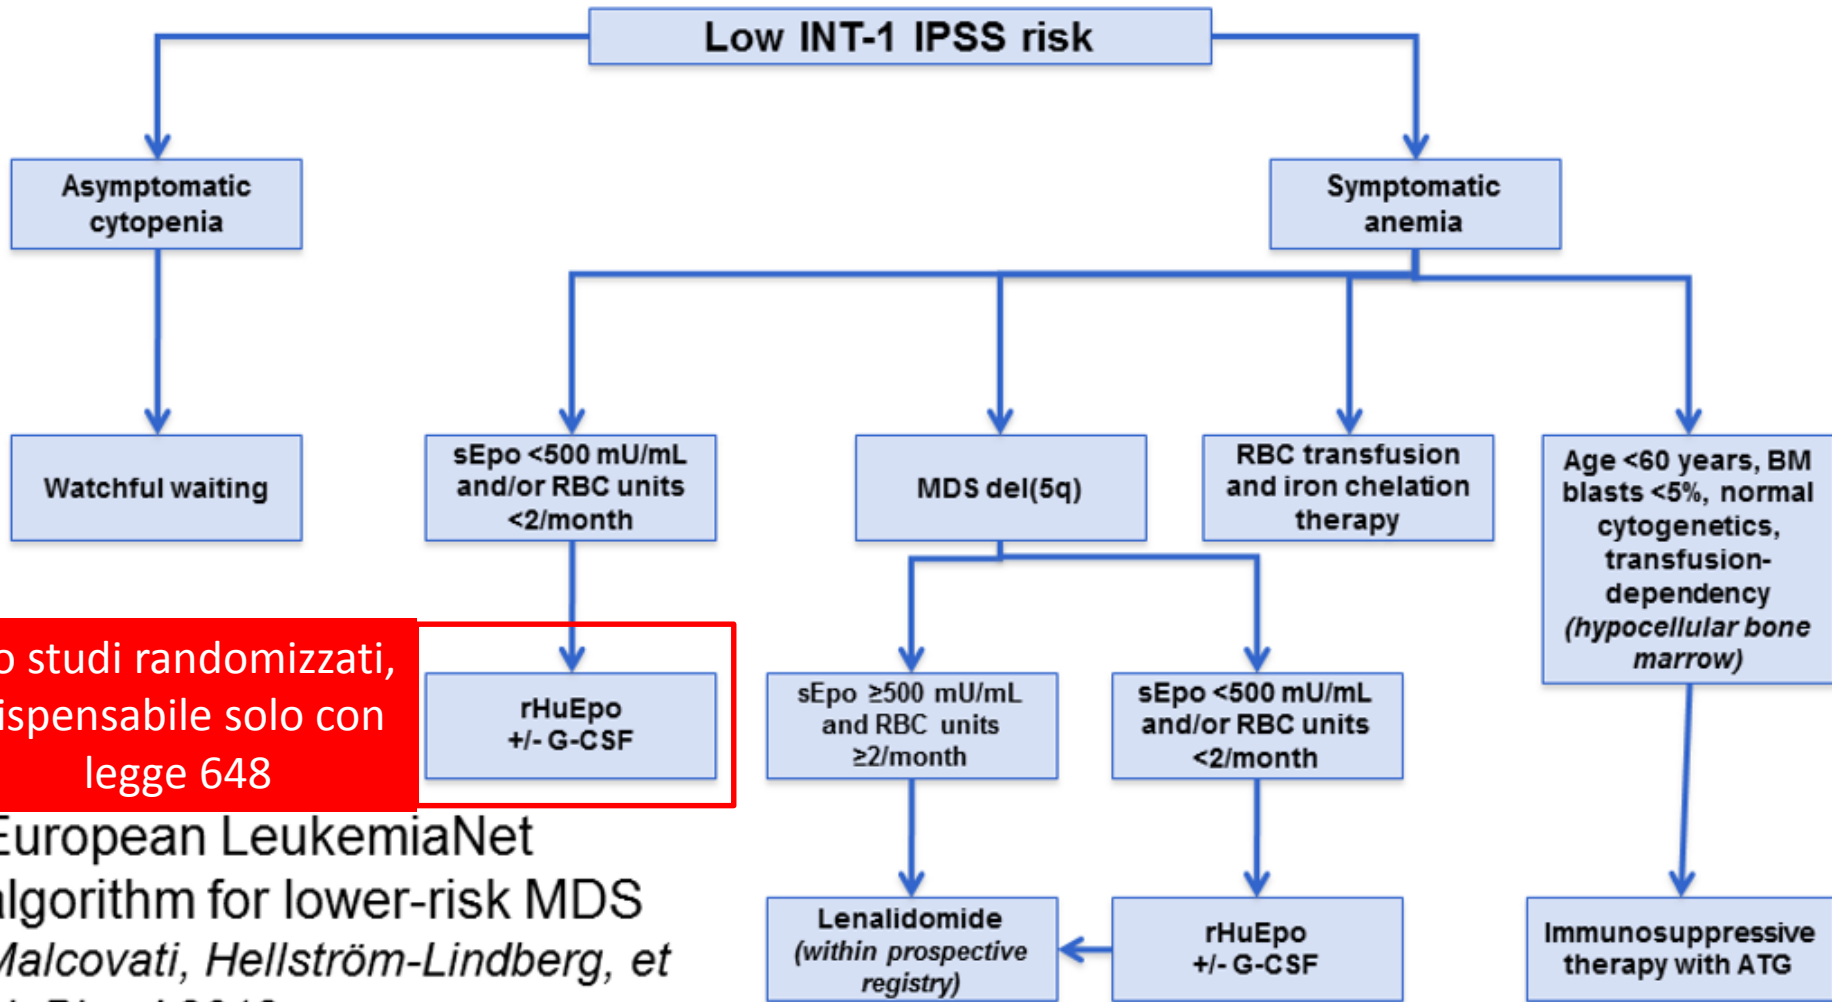 Low INT-1 IPSS risk
Asymptomatic
cytopenia
Symptomatic
anemia
Watchful waiting
sEpo <500 mU/mL
and/or RBC units
<2/month
MDS del(5q)
RBC transfusion
and iron chelation
therapy
Age <60 years, BM
blasts <5%, normal
cytogenetics,
transfusion-
dependency
(hypocellular bone
marrow)
o studi randomizzati,
ispensabile solo con
legge 648
rHuEpo
+/- G-CSF
sEpo ≥500 mU/mL
and RBC units
≥2/month
sEpo <500 mU/mL
and/or RBC units
<2/month
European LeukemiaNet
algorithm for lower-risk MDS
Malcovati, Hellström-Lindberg, et
Lenalidomide
(within prospective
registry)
rHuEpo
+/- G-CSF
Immunosuppressive
therapy with ATG